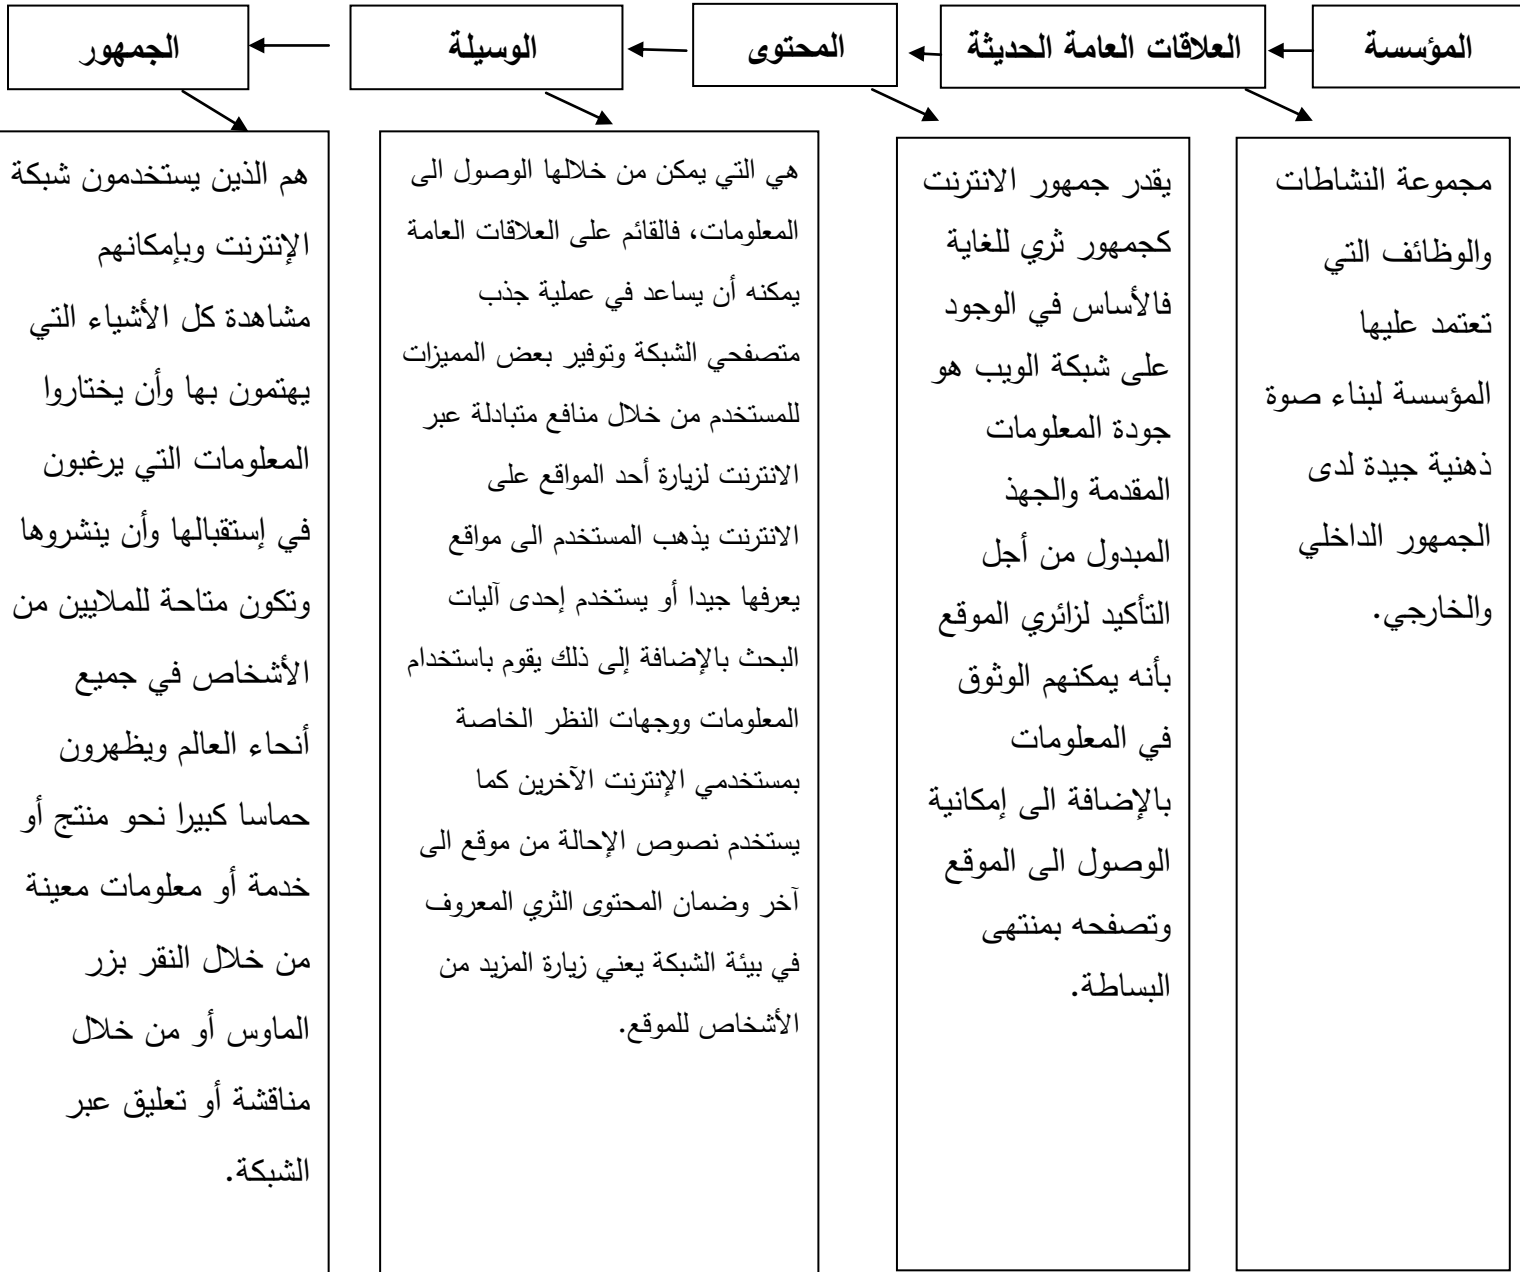 المؤسسة
العلاقات العامة الحديثة
المحتوى
الوسيلة
الجمهور
مجموعة النشاطات
والوظائف التي
تعتمد عليها
المؤسسة لبناء صوة
ذهنية جيدة لدى
الجمهور الداخلي
والخارجي.
يقدر جمهور الانترنت
كجمهور ثري للغاية
فالأساس في الوجود
على شبكة الويب هو
جودة المعلومات
المقدمة والجهذ
المبدول من أجل
التأكيد لزائري الموقع
بأنه يمكنهم الوثوق
في المعلومات
بالإضافة الى إمكانية
الوصول الى الموقع
وتصفحه بمنتهى
البساطة.
هي التي يمكن من خلالها الوصول الى
المعلومات، فالقائم على العلاقات العامة
يمكنه أن يساعد في عملية جذب
متصفحي الشبكة وتوفير بعض المميزات
للمستخدم من خلال منافع متبادلة عبر
الانترنت لزيارة أحد المواقع على
الانترنت يذهب المستخدم الى مواقع
يعرفها جيدا أو يستخدم إحدى آليات
البحث بالإضافة إلى ذلك يقوم باستخدام
المعلومات ووجهات النظر الخاصة
بمستخدمي الإنترنت الآخرين كما
يستخدم نصوص الإحالة من موقع الى
آخر وضمان المحتوى الثري المعروف
في بيئة الشبكة يعني زيارة المزيد من
الأشخاص للموقع.
هم الذين يستخدمون شبكة
الإنترنت وبإمكانهم
مشاهدة كل الأشياء التي
يهتمون بها وأن يختاروا
المعلومات التي يرغبون
في إستقبالها وأن ينشروها
وتكون متاحة للملايين من
الأشخاص في جميع
أنحاء العالم ويظهرون
حماسا كبيرا نحو منتج أو
خدمة أو معلومات معينة
من خلال النقر بزر
الماوس أو من خلال
مناقشة أو تعليق عبر
الشبكة.